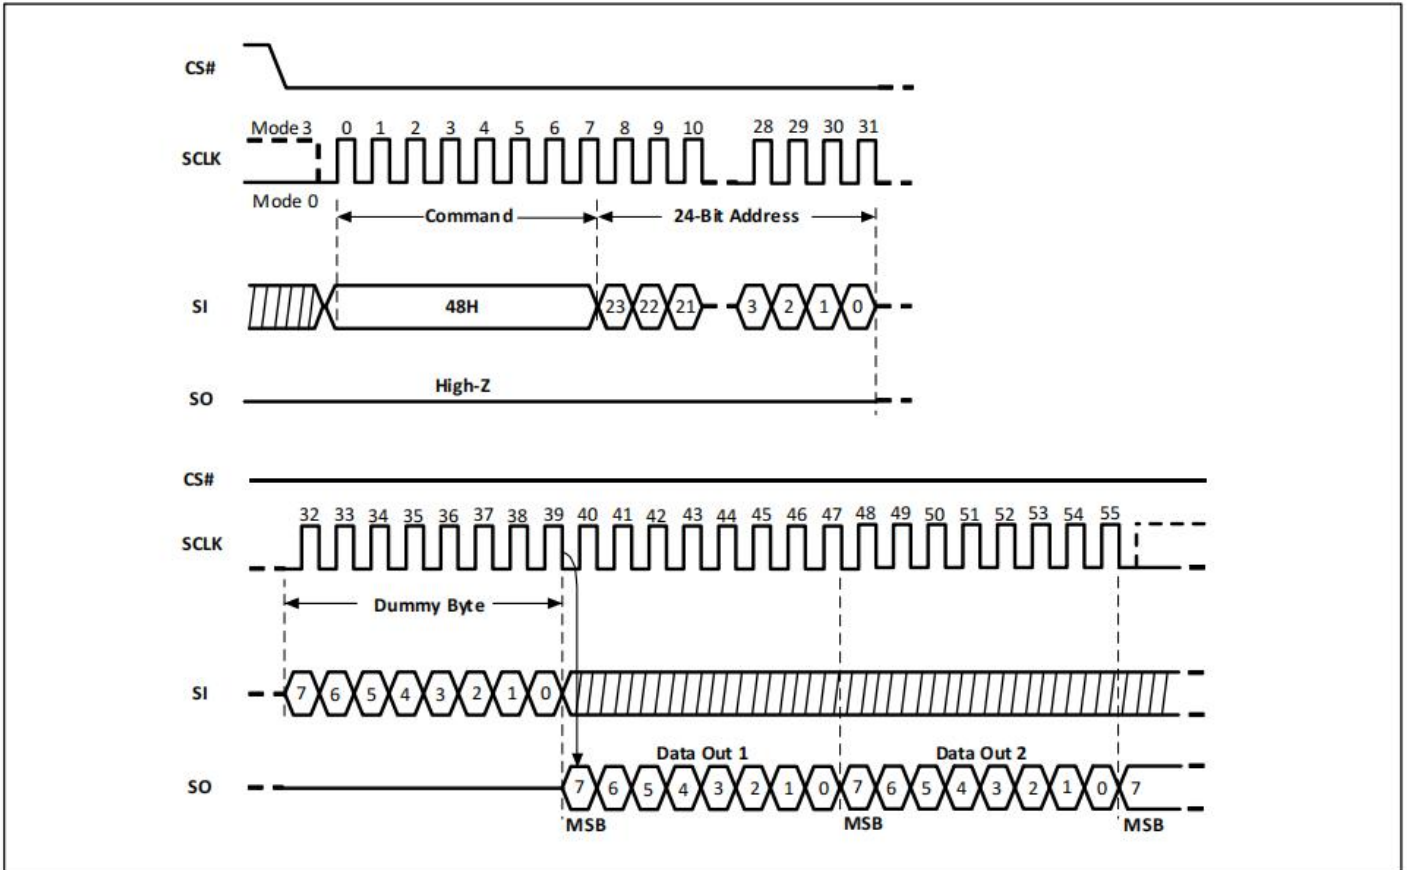 CS#
Mode 3 0 1 2 3 4 5 6 7 8 9 10 28 29 30 31
SCLK
Mode 0
Command 24-Bit Address
SI 48H 23 22 21 3 2 1 0
High-Z
SO
CS#
32 33 34 35 36 37 38 39 40 41 42 43 44 45 46 47 48 49 50 51 52 53 54 55
SCLK
Dummy Byte
SI 7 6 5 4 3 2 1 0
Data Out 1 Data Out 2
SO 7 6 5 4 3 2 1 0 7 6 5 4 3 2 1 0 7
MSB MSB MSB